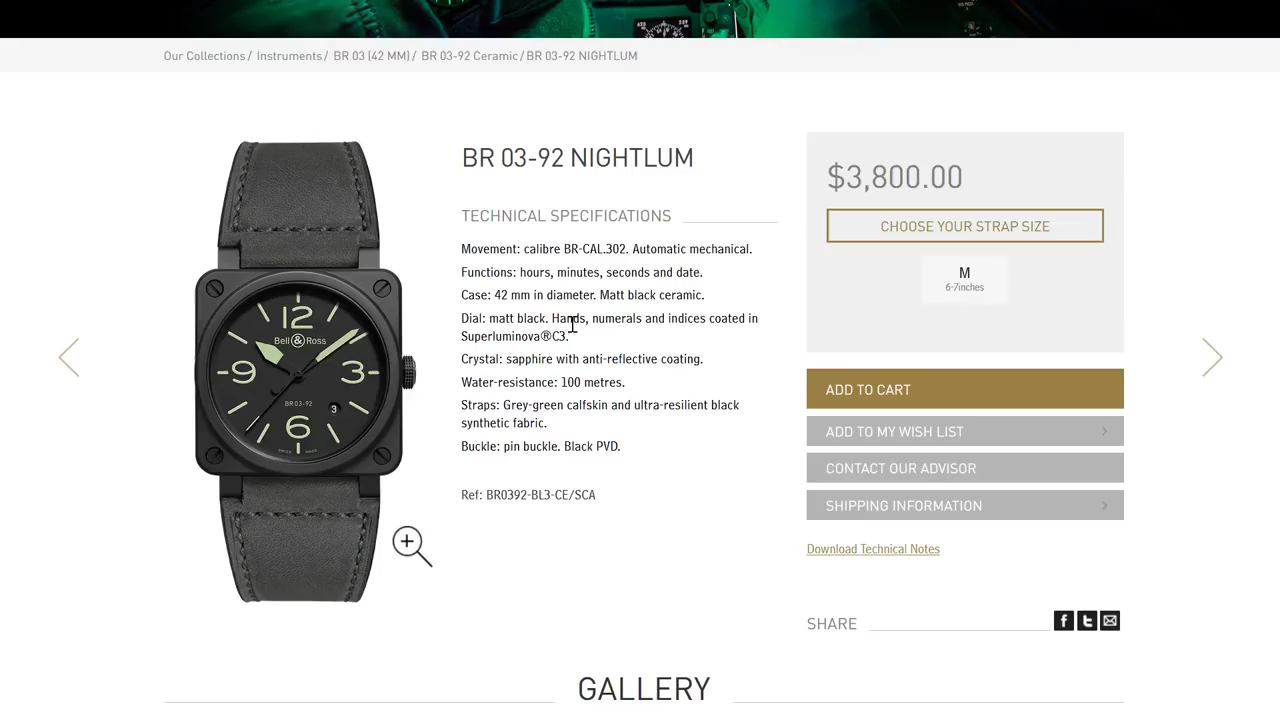 Our Collections / Instruments / BR 03 (42 MM) / BR 03-92 Ceramic / BR 03-92 NIGHTLUM
BR 03-92 NIGHTLUM
TECHNICAL SPECIFICATIONS
Movement: calibre BR-CAL.302. Automatic mechanical.
Functions: hours, minutes, seconds and date.
Case: 42 mm in diameter. Matt black ceramic.
Dial: matt black. Hands, numerals and indices coated in
Superluminova®C3.
Crystal: sapphire with anti-reflective coating.
Water-resistance: 100 metres.
Straps: Grey-green calfskin and ultra-resilient black
synthetic fabric.
Buckle: pin buckle. Black PVD.
Ref: BR0392-BL3-CE/SCA
12
Bell & Ross
9
3
BR 03-92
3
6
$3,800.00
CHOOSE YOUR STRAP SIZE
M
6-7inches
ADD TO CART
ADD TO MY WISH LIST
CONTACT OUR ADVISOR
SHIPPING INFORMATION
Download Technical Notes
SHARE
GALLERY